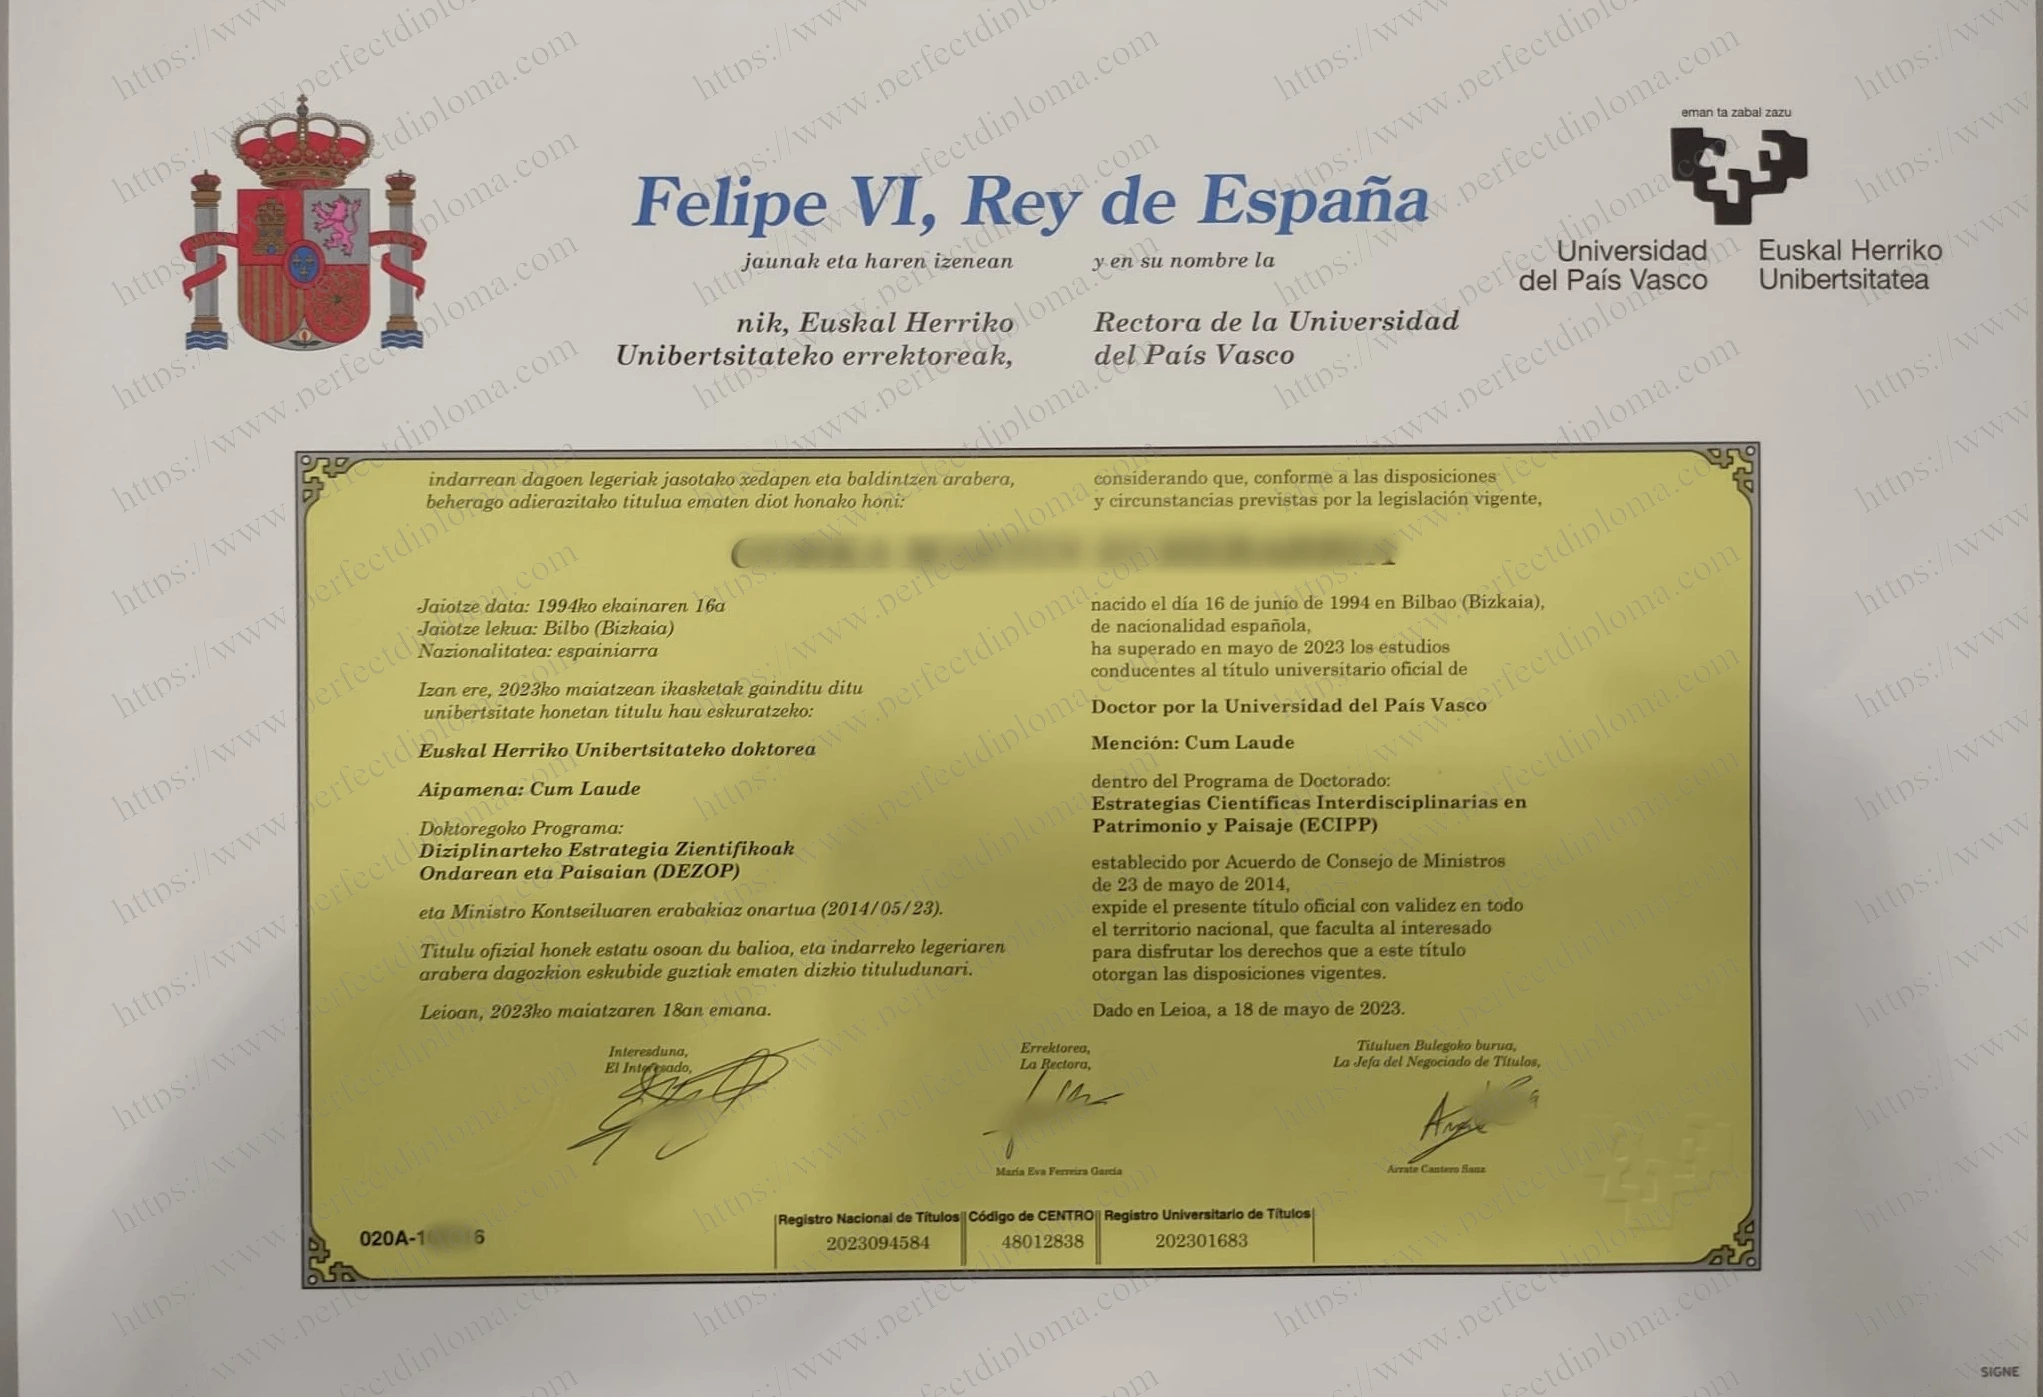 eman ta zabal zazu
Universidad
del País Vasco
Euskal Herriko
Unibertsitatea
Felipe VI, Rey de España
jaunak eta haren izenean
nik, Euskal Herriko
Unibertsitateko errektoreak,
y en su nombre la
Rectora de la Universidad
del País Vasco
indarrean dagoen legeriak jasotako xedapen eta baldintzen arabera,
beherago adierazitako titulua ematen diot honako honi:
considerando que, conforme a las disposiciones
y circunstancias previstas por la legislación vigente,
Jaiotze data: 1994ko ekainaren 16a
Jaiotze lekua: Bilbo (Bizkaia)
Nazionalitatea: espainiarra
Izan ere, 2023ko maiatzean ikasketak gainditu ditu
unibertsitate honetan titulu hau eskuratzeko:
Euskal Herriko Unibertsitateko doktorea
Aipamena: Cum Laude
Doktoregoko Programa:
Diziplinarteko Estrategia Zientifikoak
Ondarean eta Paisaian (DEZOP)
eta Ministro Kontseiluaren erabakiaz onartua (2014/05/23).
Titulu ofizial honek estatu osoan du balioa, eta indarreko legeriaren
arabera dagozkion eskubide guztiak ematen dizkio tituludunari.
Leioan, 2023ko maiatzaren 18an emana.
nacido el día 16 de junio de 1994 en Bilbao (Bizkaia),
de nacionalidad española,
ha superado en mayo de 2023 los estudios
conducentes al título universitario oficial de
Doctor por la Universidad del País Vasco
Mención: Cum Laude
dentro del Programa de Doctorado:
Estrategias Científicas Interdisciplinarias en
Patrimonio y Paisaje (ECIPP)
establecido por Acuerdo de Consejo de Ministros
de 23 de mayo de 2014,
expide el presente título oficial con validez en todo
el territorio nacional, que faculta al interesado
para disfrutar los derechos que a este título
otorgan las disposiciones vigentes.
Dado en Leioa, a 18 de mayo de 2023.
Interesduna,
El Interesado,
Errektorea,
La Rectora,
María Eva Ferreira García
Tituluen Bulegoko burua,
La Jefa del Negociado de Títulos,
Arrate Cantero Sanz
020A-1
6
Registro Nacional de Títulos
2023094584
Código de CENTRO
48012838
Registro Universitario de Títulos
202301683
SIGNE
https://www.perfectdiploma.com